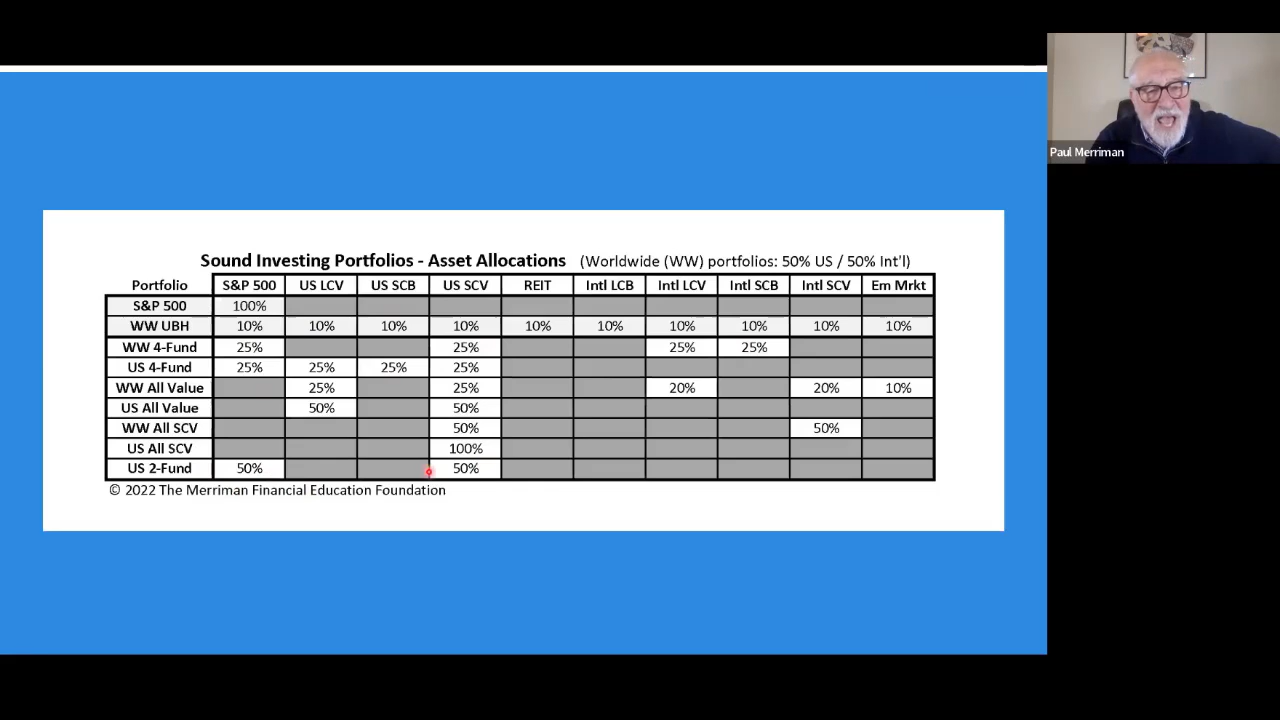 Paul Merriman
Sound Investing Portfolios - Asset Allocations (Worldwide (WW) portfolios: 50% US / 50% Int'l)
Portfolio S&P 500 US LCV US SCB US SCV REIT Intl LCB Intl LCV Intl SCB Intl SCV Em Mrkt
S&P 500 100%
WW UBH 10% 10% 10% 10% 10% 10% 10% 10% 10% 10%
WW 4-Fund 25% 25% 25% 25%
US 4-Fund 25% 25% 25% 25%
WW All Value 25% 25% 20% 20% 10%
US All Value 50% 50%
WW All SCV 50% 50%
US All SCV 100%
US 2-Fund 50% 50%
© 2022 The Merriman Financial Education Foundation